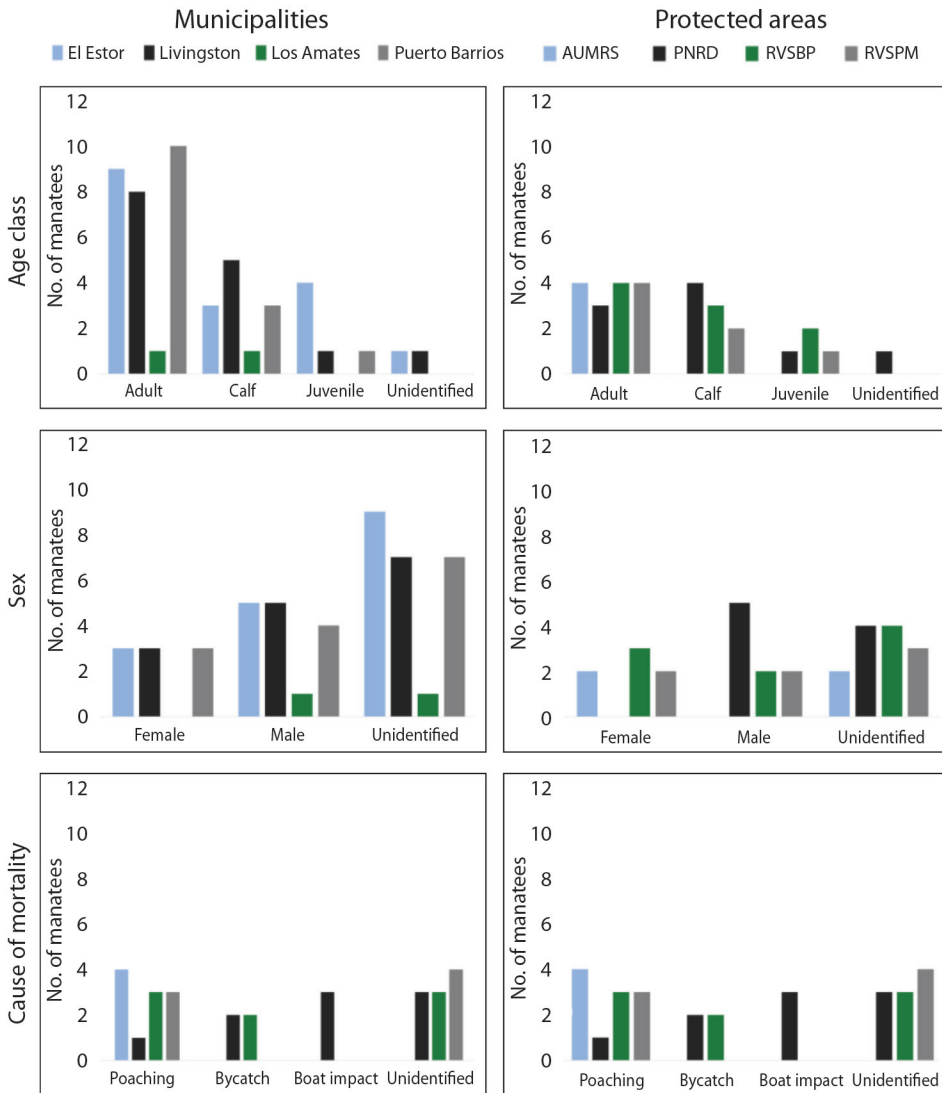 Municipalities
Protected areas
El Estor Livingston Los Amates Puerto Barrios
AUMRS PNRD RVSBP RVSPM
Age class
No. of manatees
12
10
8
6
4
2
0
Adult Calf Juvenile Unidentified
No. of manatees
12
10
8
6
4
2
0
Adult Calf Juvenile Unidentified
Sex
No. of manatees
12
10
8
6
4
2
0
Female Male Unidentified
No. of manatees
12
10
8
6
4
2
0
Female Male Unidentified
Cause of mortality
No. of manatees
12
10
8
6
4
2
0
Poaching Bycatch Boat impact Unidentified
No. of manatees
12
10
8
6
4
2
0
Poaching Bycatch Boat impact Unidentified